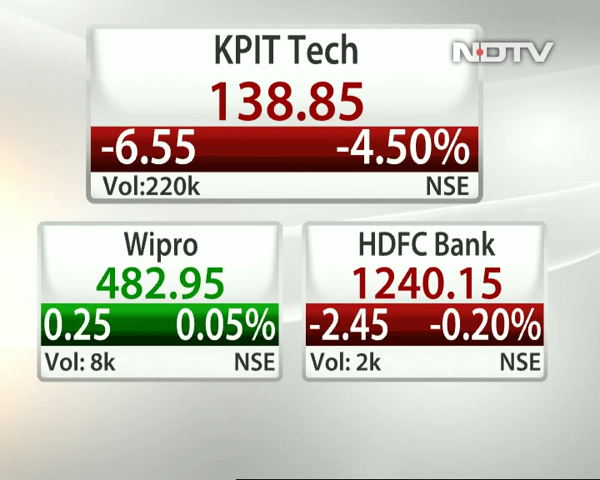 KPIT Tech
NDTV
138.85
-6.55 -4.50%
Vol:220k NSE
Wipro
482.95
0.25 0.05%
Vol: 8k NSE
HDFC Bank
1240.15
-2.45 -0.20%
Vol: 2k NSE